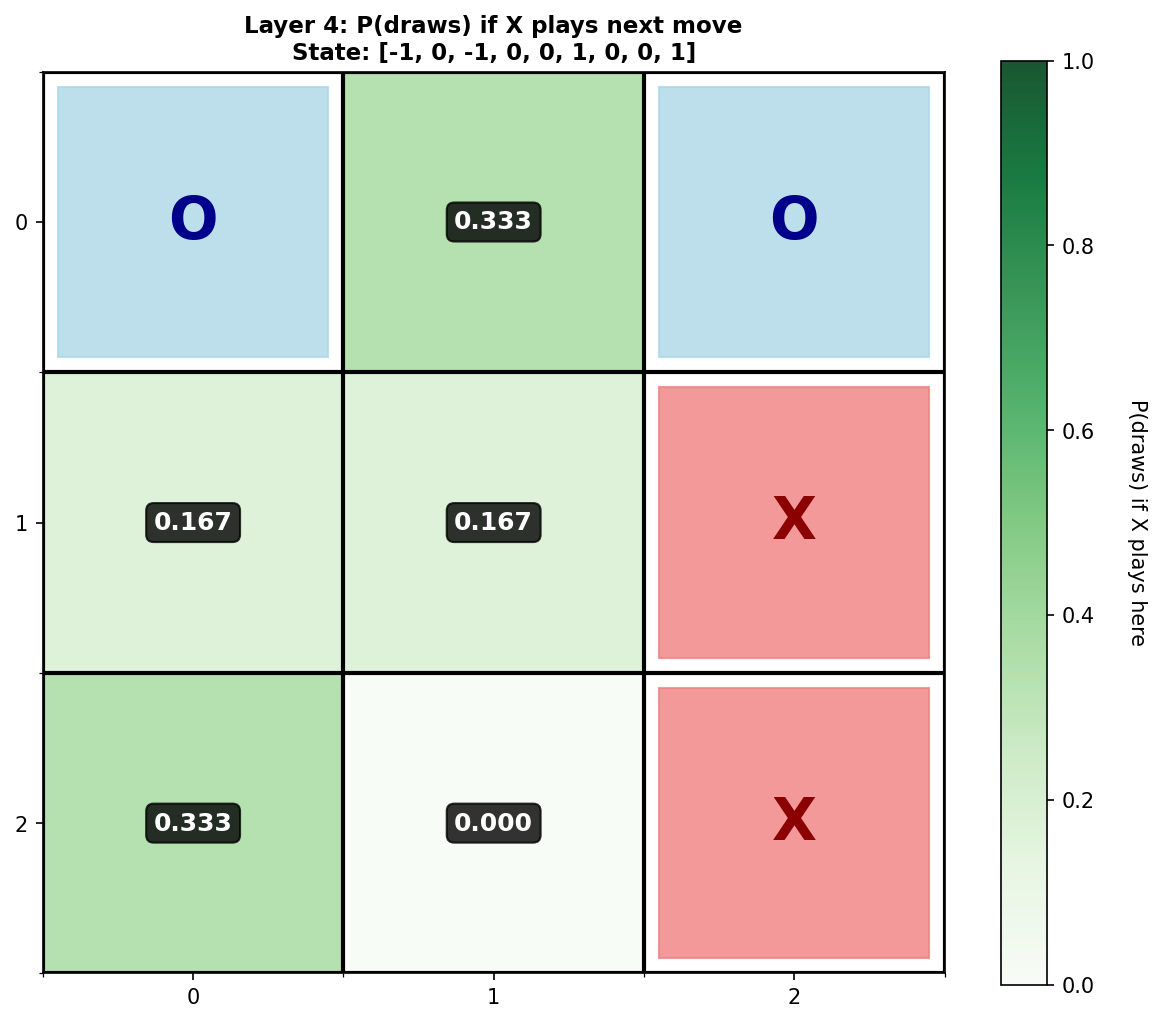 Layer 4: P(draws) if X plays next move
State: [-1, 0, -1, 0, 0, 1, 0, 0, 1]
1.0
0.8
0.6
0.4
0.2
0.0
P(draws) if X plays here
0
O
0.333
O
1
0.167
0.167
X
2
0.333
0.000
X
0
1
2